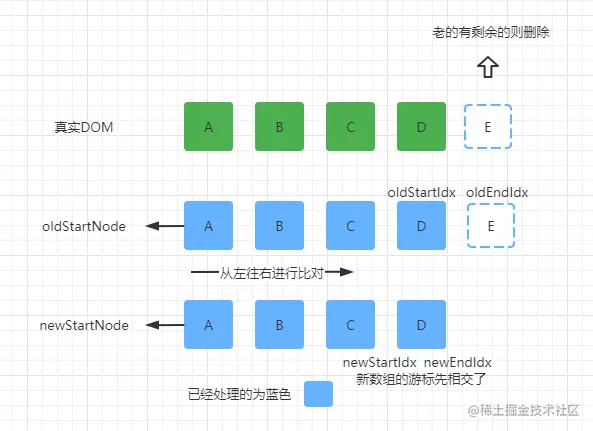 老的有剩余的则删除
真实DOM
A B C D E
oldStartIdx oldEndIdx
oldStartNode
A B C D E
从左往右进行比对
newStartNode
A B C D
newStartIdx newEndIdx
新数组的游标先相交了
已经处理的为蓝色
@稀土掘金技术社区